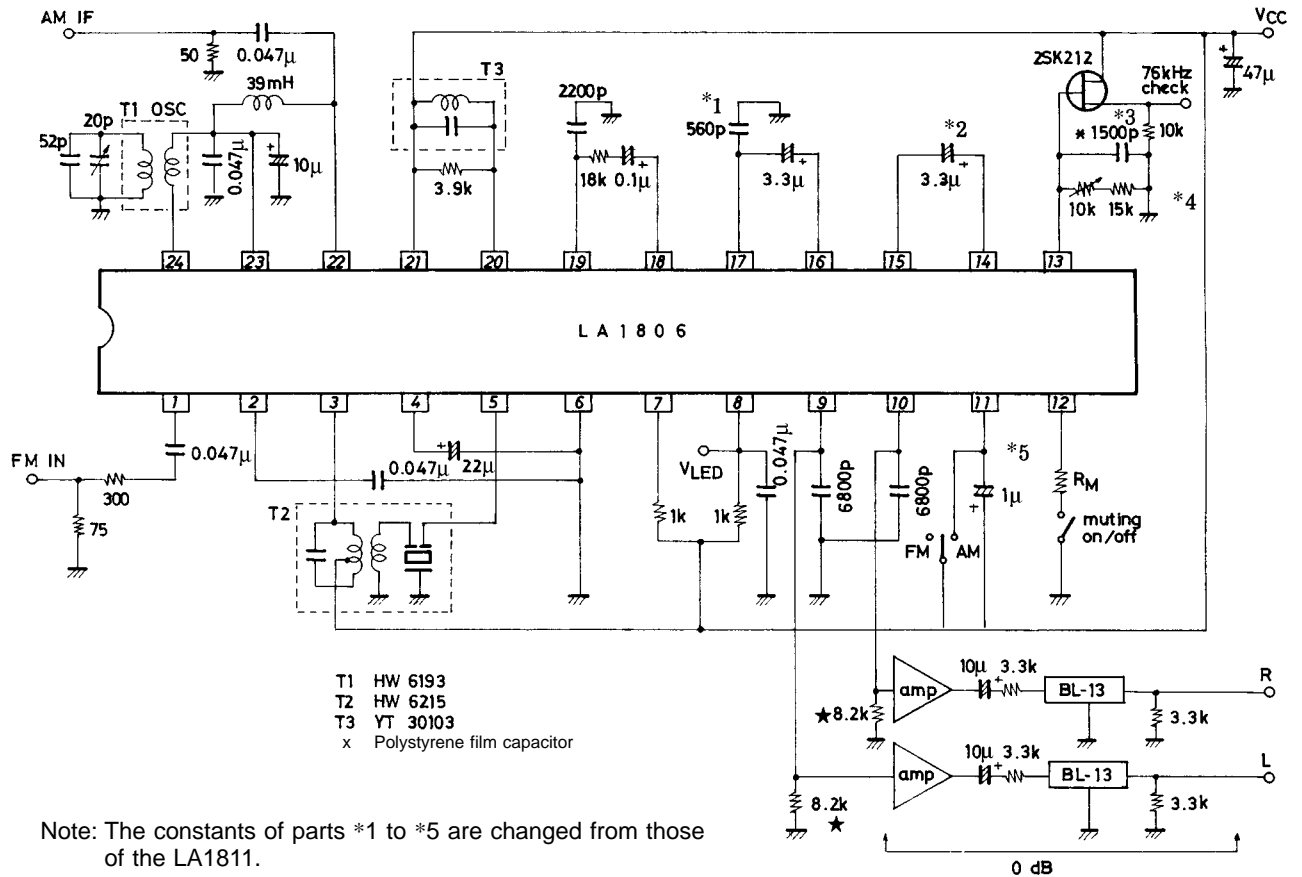 AM IF
50
0.047μ
39mH
T1 OSC
52p
20p
0.047μ
10μ
T3
3.9k
2200p
18k
0.1μ
*1
560p
3.3μ
*2
3.3μ
2SK212
76kHz
check
*3
* 1500p
10k
10k
15k
*4
VCC
47μ
24
23
22
21
20
19
18
17
16
15
14
13
LA1806
1
2
3
4
5
6
7
8
9
10
11
12
FM IN
75
300
0.047μ
0.047μ
22μ
T2
VLED
1k
1k
0.047μ
6800p
6800p
FM
AM
*5
1μ
RM
muting
on/off
T1 HW 6193
T2 HW 6215
T3 YT 30103
x Polystyrene film capacitor
★8.2k
amp
10μ
3.3k
BL-13
3.3k
R
8.2k
★
amp
10μ
3.3k
BL-13
3.3k
L
0 dB
Note: The constants of parts *1 to *5 are changed from those
of the LA1811.